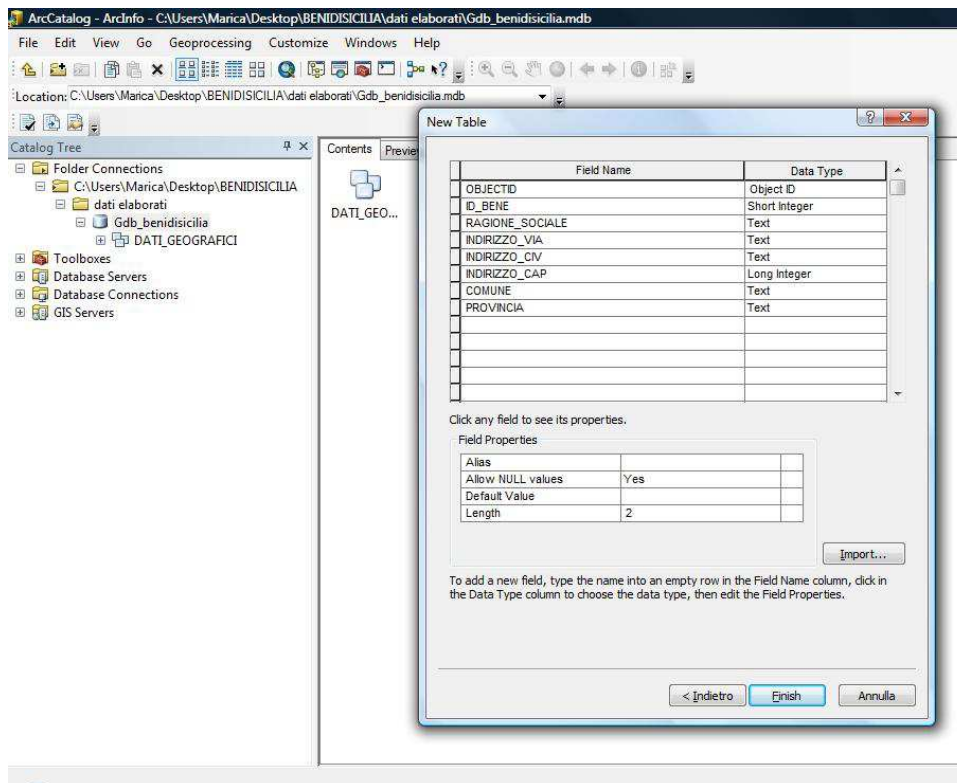 ArcCatalog - ArcInfo - C:\Users\Marica\Desktop\BENIDISICILIA\dati elaborati\Gdb_benidisicilia.mdb
File Edit View Go Geoprocessing Customize Windows Help
Location: C:\Users\Marica\Desktop\BENIDISICILIA\dati elaborati\Gdb_benidisicilia.mdb
Catalog Tree
Folder Connections
C:\Users\Marica\Desktop\BENIDISICILIA
dati elaborati
Gdb_benidisicilia
DATI_GEOGRAFICI
Toolboxes
Database Servers
Database Connections
GIS Servers
Contents Preview
DATI_GEO...
New Table
Field Name Data Type
OBJECTID Object ID
ID_BENE Short Integer
RAGIONE_SOCIALE Text
INDIRIZZO_VIA Text
INDIRIZZO_CIV Text
INDIRIZZO_CAP Long Integer
COMUNE Text
PROVINCIA Text
Click any field to see its properties.
Field Properties
Alias
Allow NULL values Yes
Default Value
Length 2
Import...
To add a new field, type the name into an empty row in the Field Name column, click in
the Data Type column to choose the data type, then edit the Field Properties.
< Indietro Finish Annulla